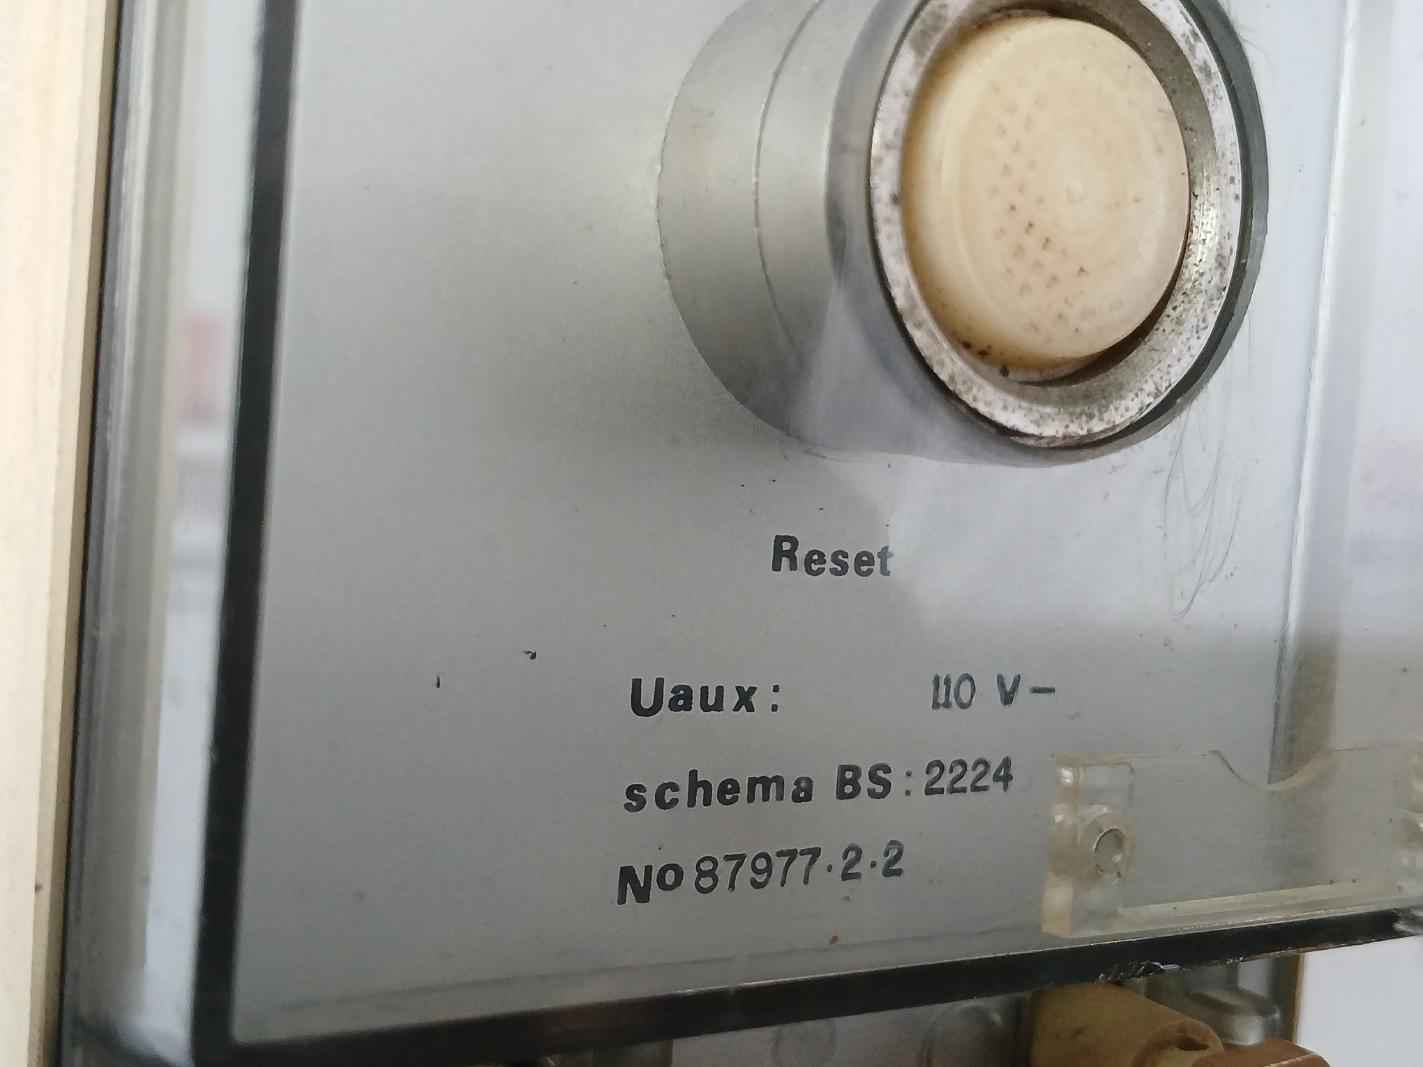 Reset
Uaux: 110 V-
schema BS: 2224
No 87977·2·2